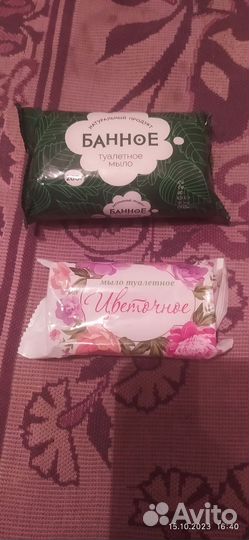 НАТУРАЛЬНЫЙ ПРОДУКТ
БАННОЕ
туалетное
мыло
БАННОЕ
мыло туалетное
Цветочное
Avito
15.10.2023 16:40